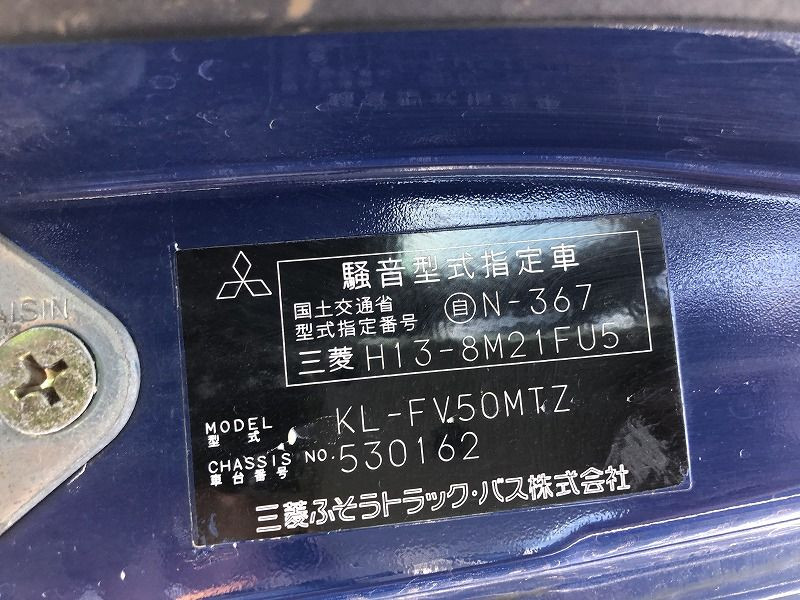 騒音型式指定車
国土交通省
型式指定番号 自N-367
三菱 H13-8M21FU5
MODEL
型式 KL-FV50MTZ
CHASSIS NO.
車台番号 530162
三菱ふそうトラック・バス株式会社
AISIN